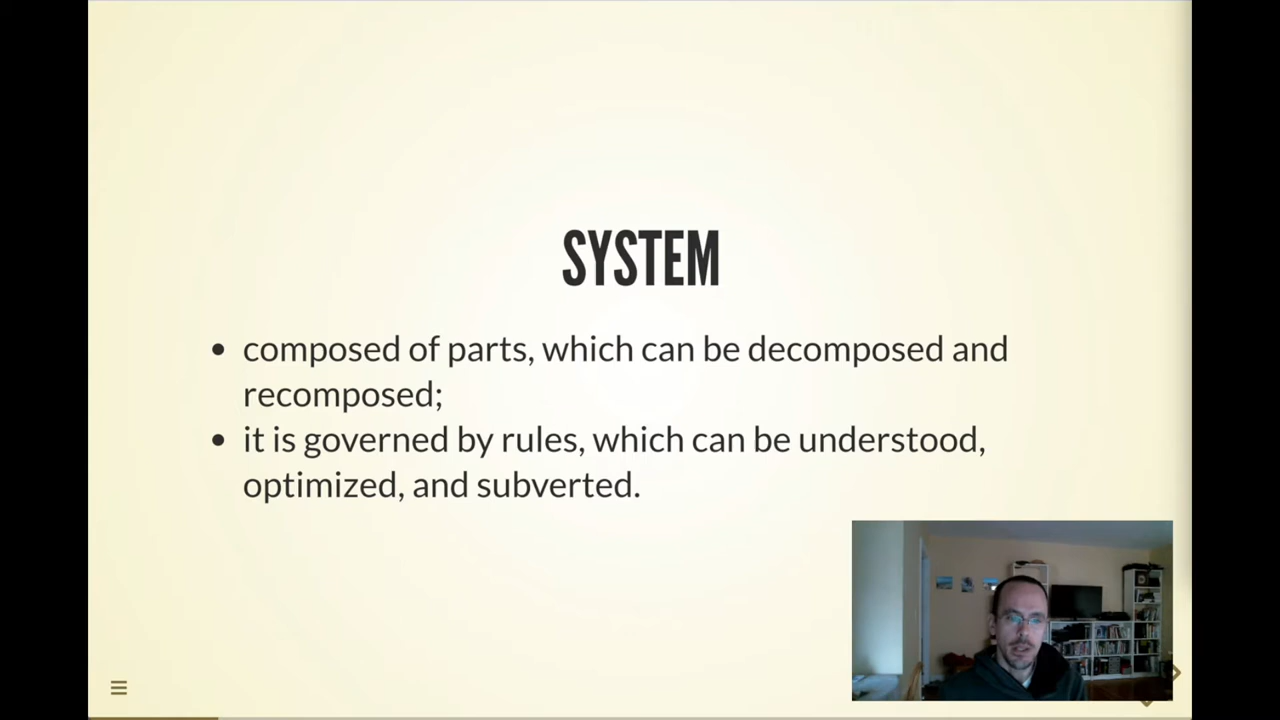 SYSTEM
• composed of parts, which can be decomposed and
recomposed;
• it is governed by rules, which can be understood,
optimized, and subverted.